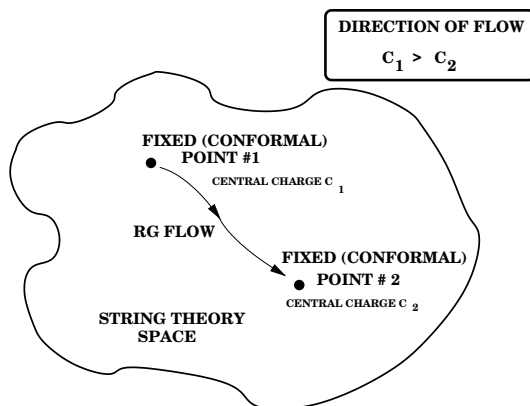 DIRECTION OF FLOW
C1 > C2
FIXED (CONFORMAL)
POINT #1
CENTRAL CHARGE C1
RG FLOW
FIXED (CONFORMAL)
POINT # 2
CENTRAL CHARGE C2
STRING THEORY
SPACE